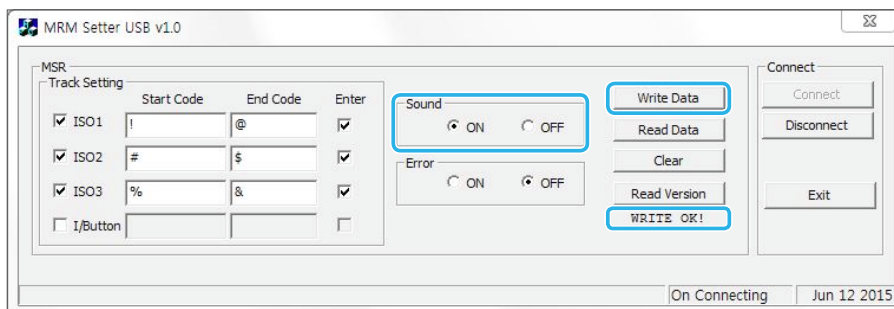 MRM Setter USB v1.0
MSR
Track Setting
Start Code End Code Enter
ISO1 ! @
ISO2 # $
ISO3 % &
I/Button
Sound
ON OFF
Error
ON OFF
Write Data
Read Data
Clear
Read Version
WRITE OK!
Connect
Connect
Disconnect
Exit
On Connecting Jun 12 2015